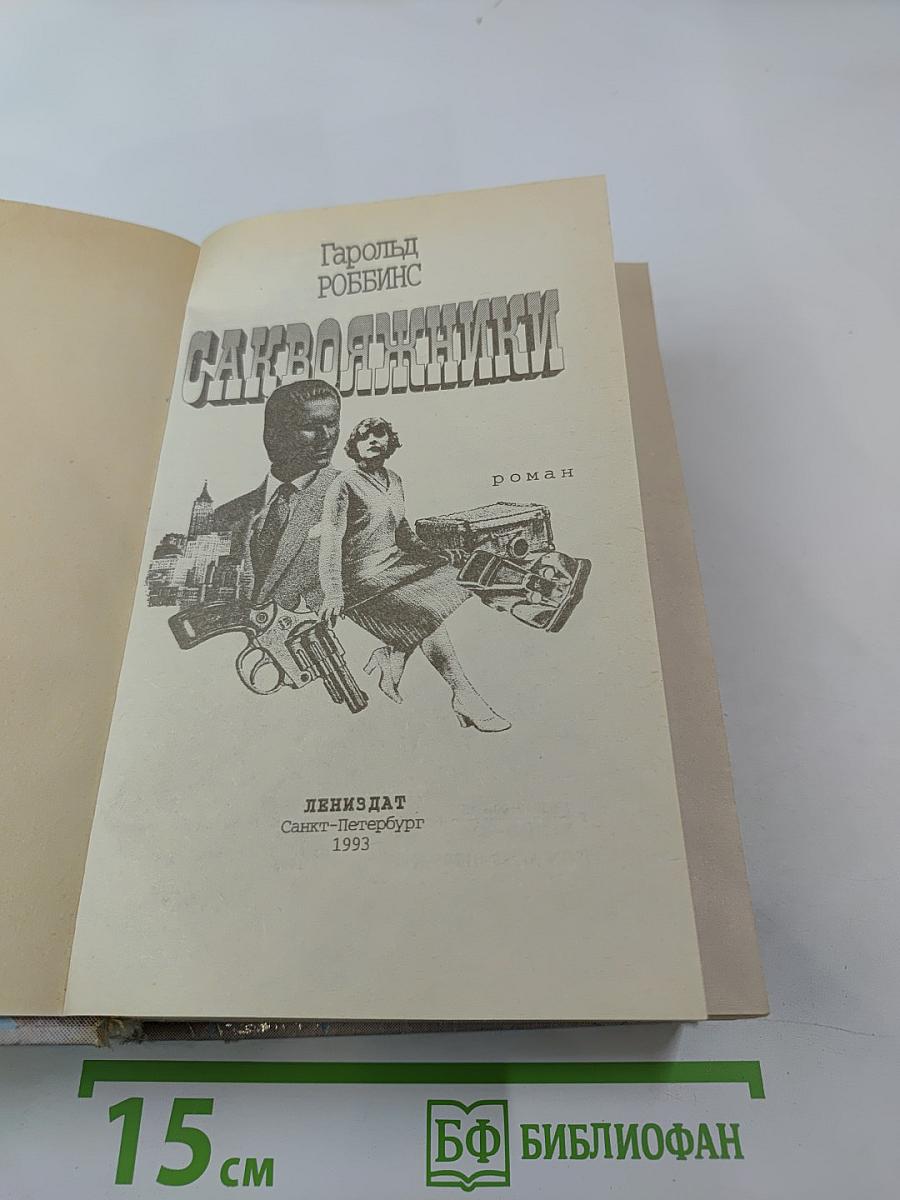 Гарольд
РОББИНС
САКВОЯЖНИКИ
роман
ЛЕНИЗДАТ
Санкт-Петербург
1993
15 см
БФ БИБЛИОФАН